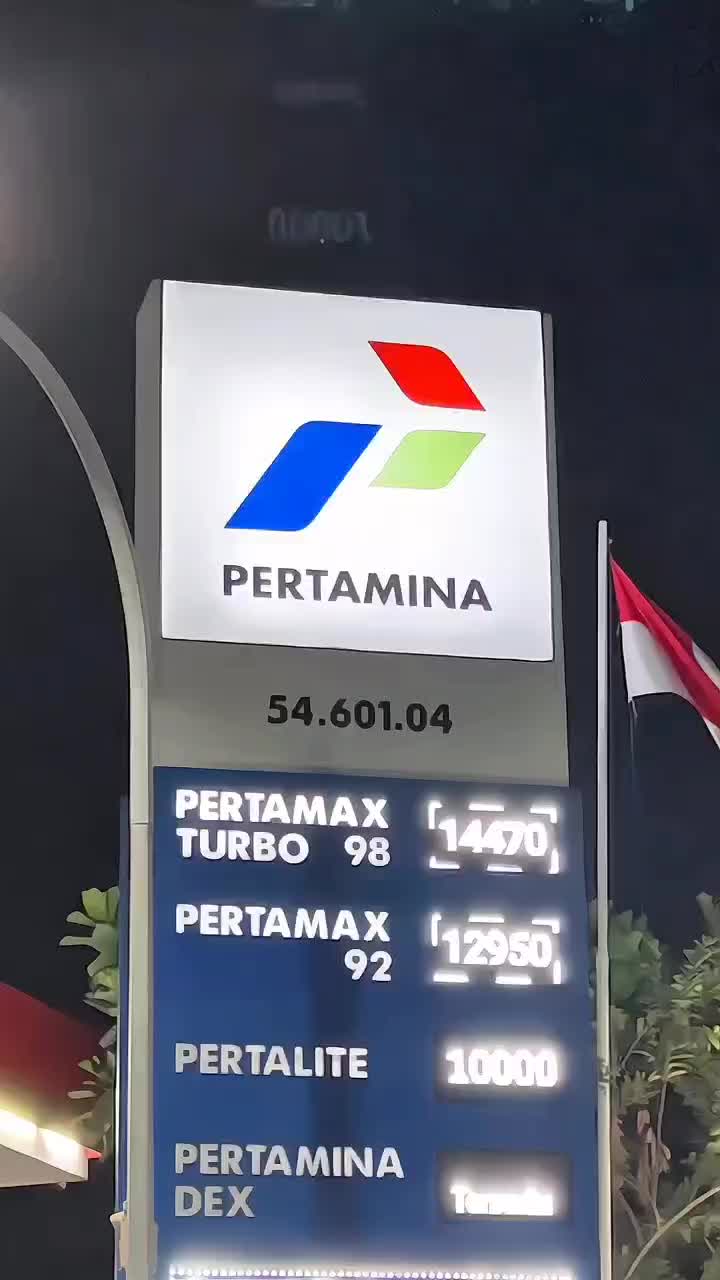 PERTAMINA
54.601.04
PERTAMAX
TURBO 98 14470
PERTAMAX
92 12950
PERTALITE 10000
PERTAMINA
DEX